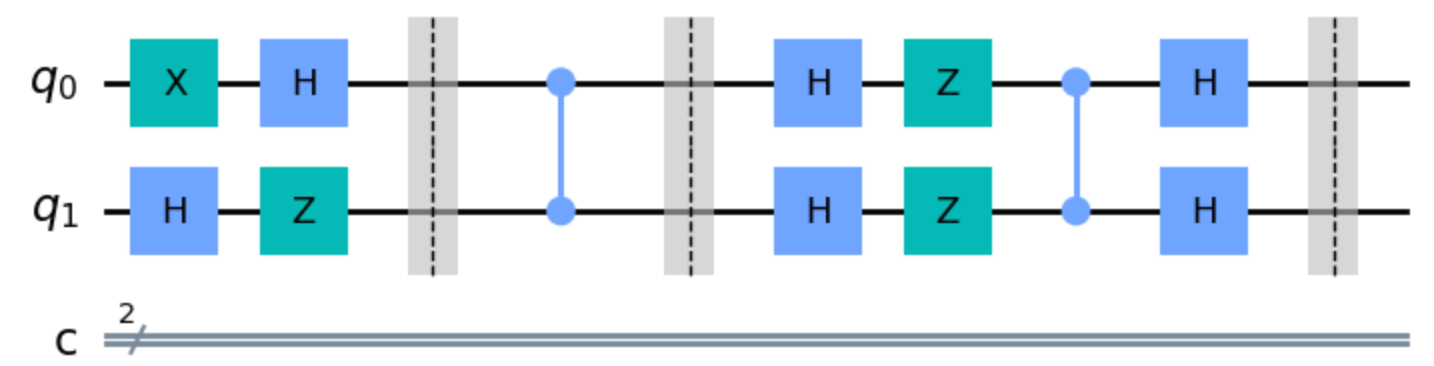 q0 X H H Z H
q1 H Z H Z H
2
c